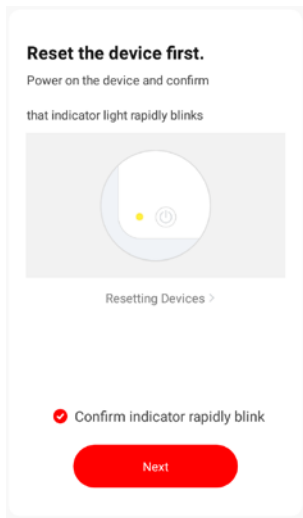 Reset the device first.
Power on the device and confirm
that indicator light rapidly blinks
Resetting Devices >
Confirm indicator rapidly blink
Next